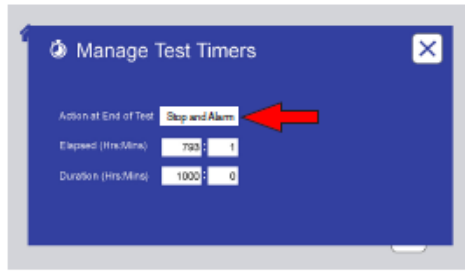 Manage Test Timers
Action at End of Test Stop and Alarm
Elapsed (Hrs:Mins) 793 : 1
Duration (Hrs:Mins) 1000 : 0